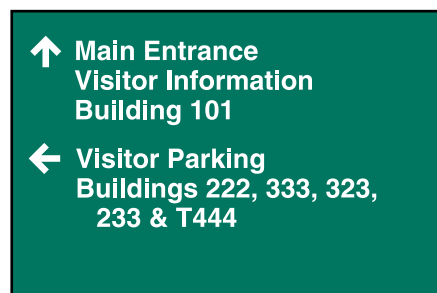 Main Entrance
Visitor Information
Building 101
Visitor Parking
Buildings 222, 333, 323,
233 & T444